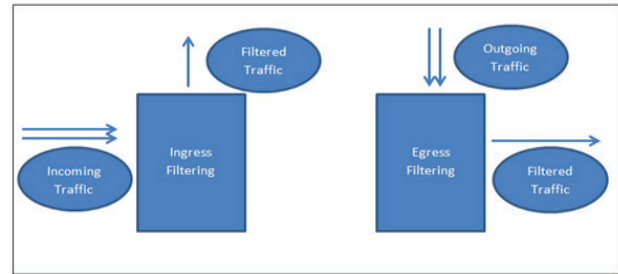 Filtered
Traffic
Ingress
Filtering
Incoming
Traffic
Outgoing
Traffic
Egress
Filtering
Filtered
Traffic